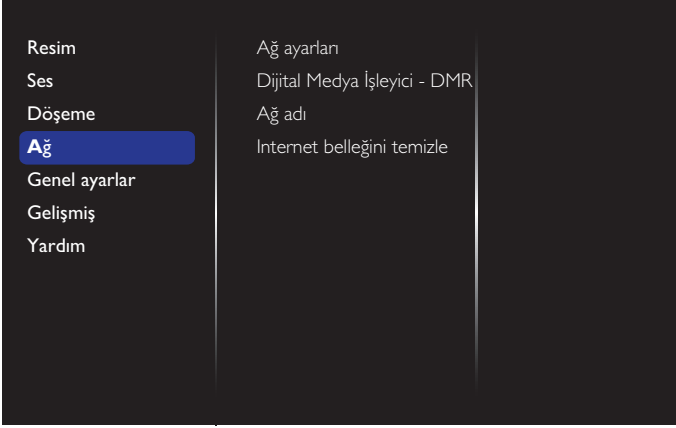 Resim
Ses
Döşeme
Ağ
Genel ayarlar
Gelişmiş
Yardım
Ağ ayarları
Dijital Medya İşleyici - DMR
Ağ adı
Internet belleğini temizle